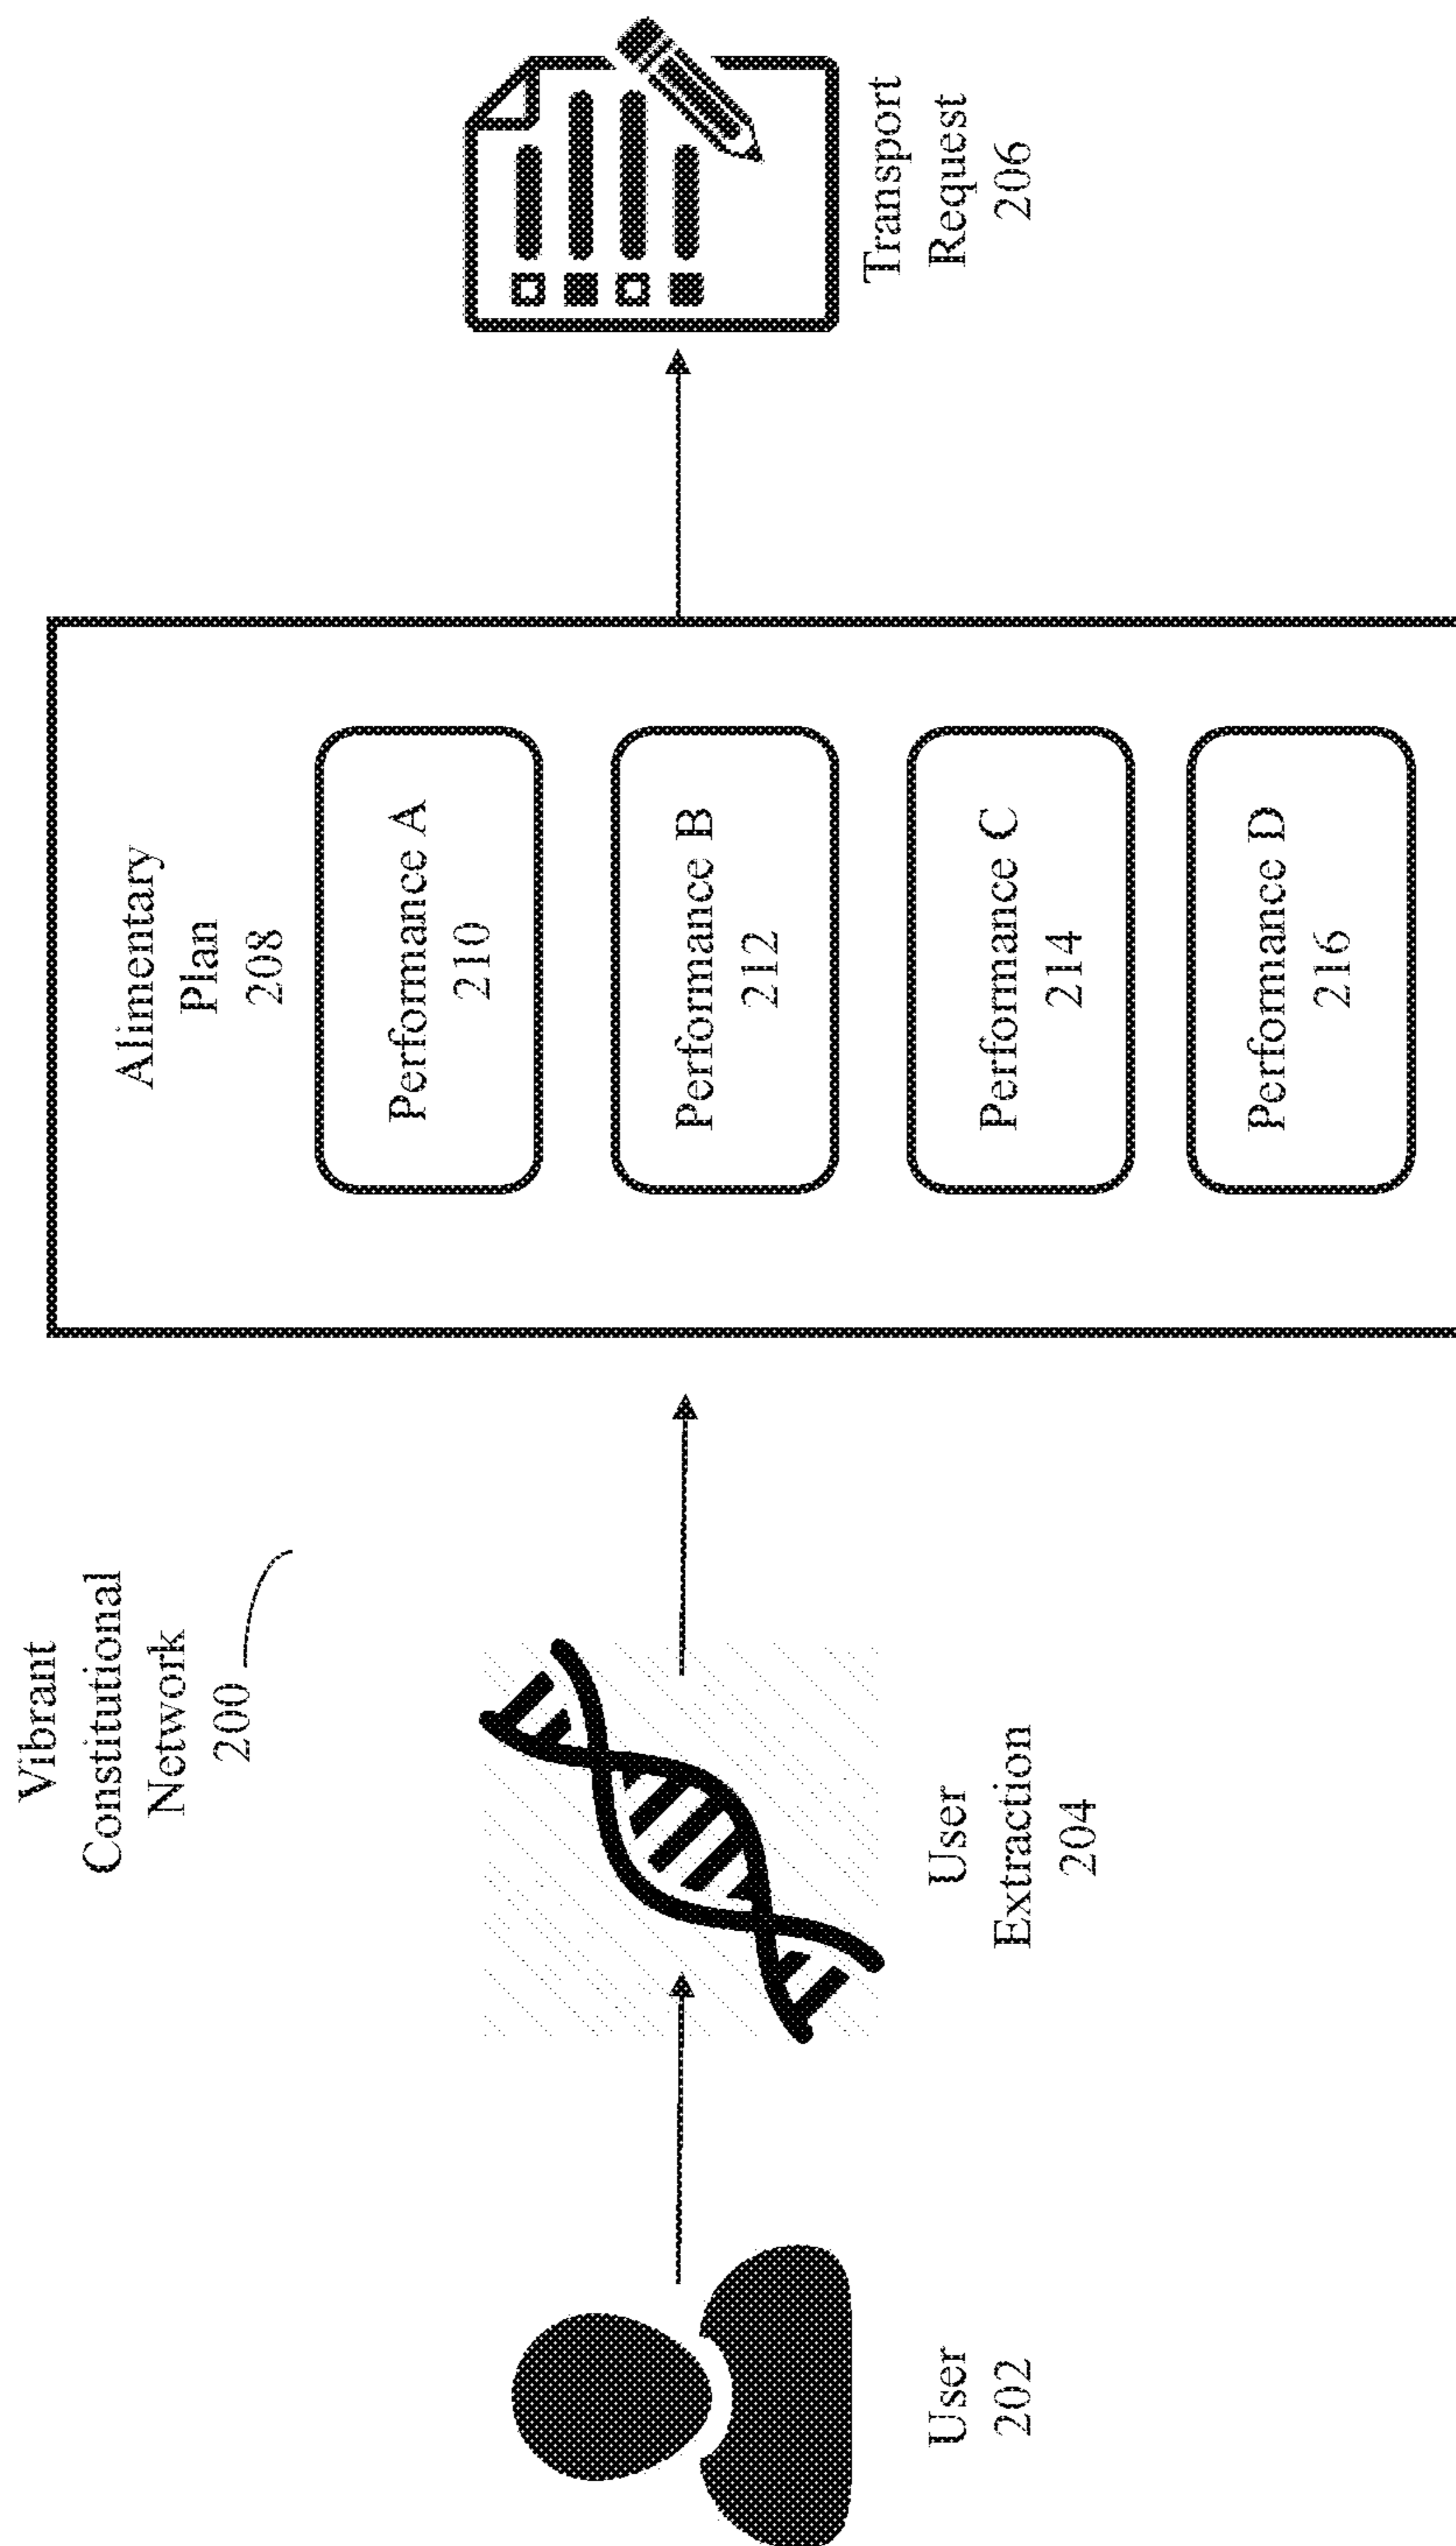 Vibrant
Constitutional
Network
200
User
202
User
Extraction
204
Alimentary
Plan
208
Performance A
210
Performance B
212
Performance C
214
Performance D
216
Transport
Request
206